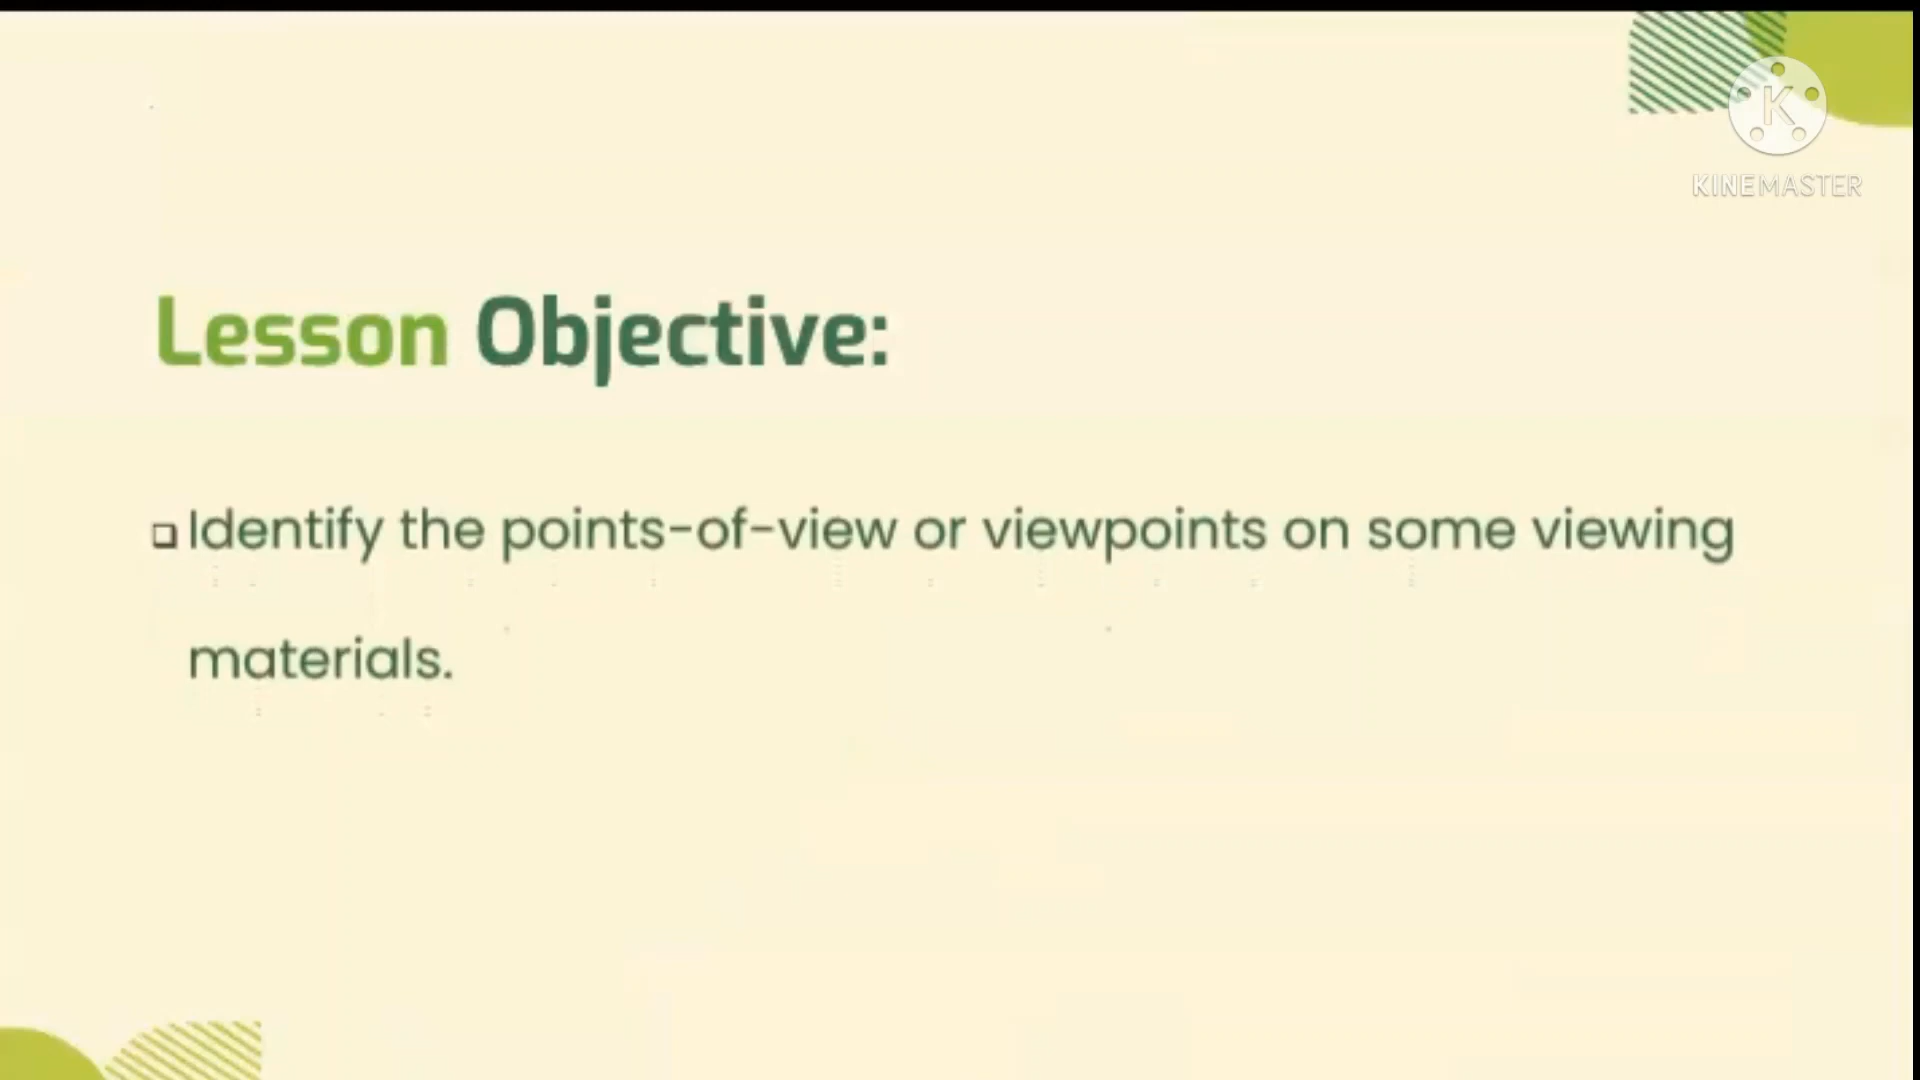 K
KINEMASTER
Lesson Objective:
❑ Identify the points-of-view or viewpoints on some viewing
materials.